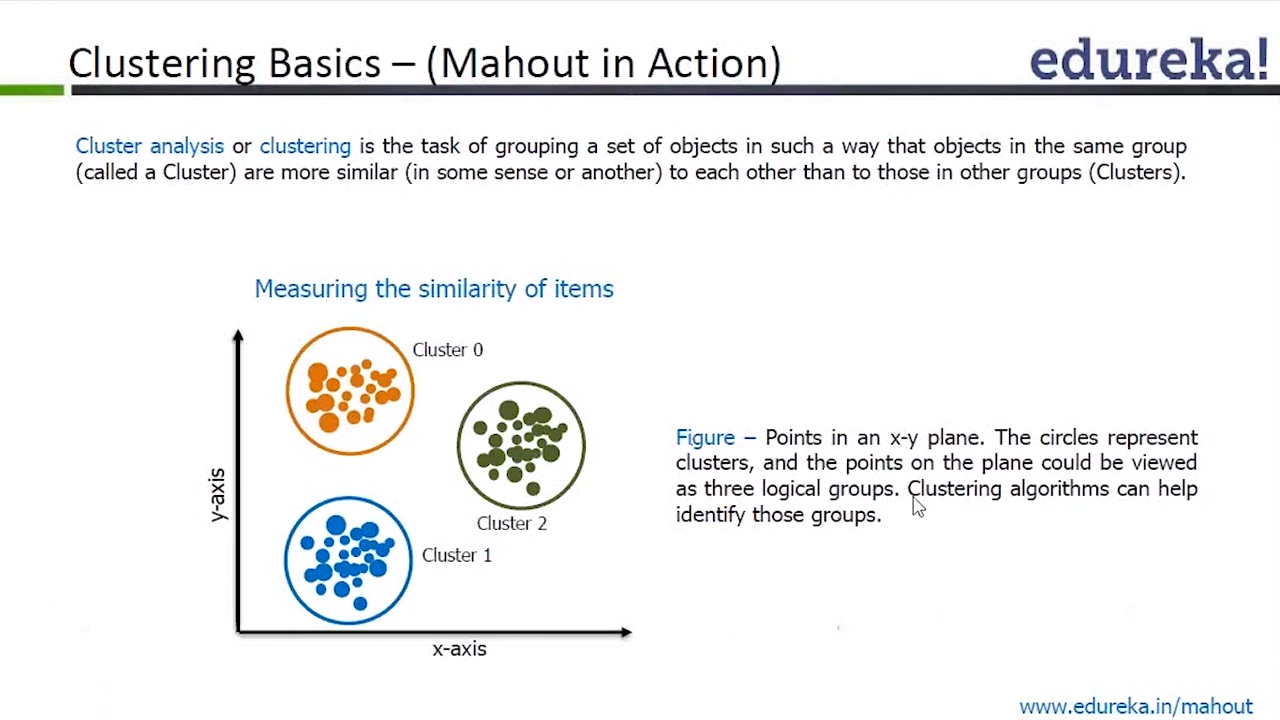 Clustering Basics – (Mahout in Action)
edureka!
Cluster analysis or clustering is the task of grouping a set of objects in such a way that objects in the same group
(called a Cluster) are more similar (in some sense or another) to each other than to those in other groups (Clusters).
Measuring the similarity of items
Cluster 0
Cluster 2
Cluster 1
y-axis
x-axis
Figure – Points in an x-y plane. The circles represent
clusters, and the points on the plane could be viewed
as three logical groups. Clustering algorithms can help
identify those groups.
www.edureka.in/mahout